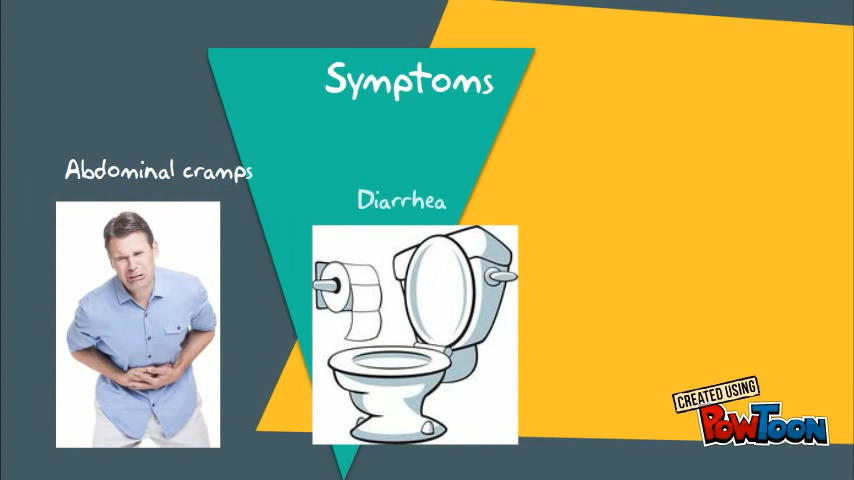 Symptoms
Abdominal cramps
Diarrhea
CREATED USING
POWTOON